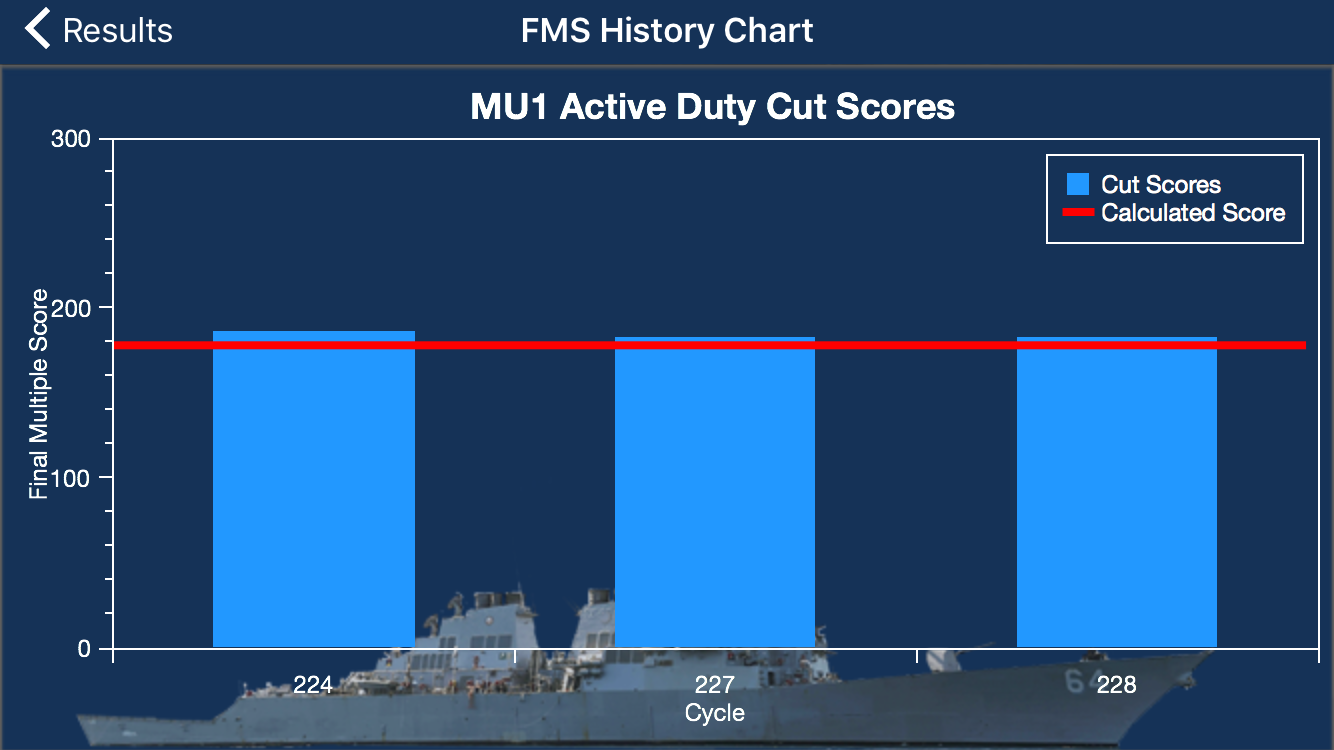 Results
FMS History Chart
MU1 Active Duty Cut Scores
300
200
100
0
Final Multiple Score
Cut Scores
Calculated Score
224
227
228
Cycle
64